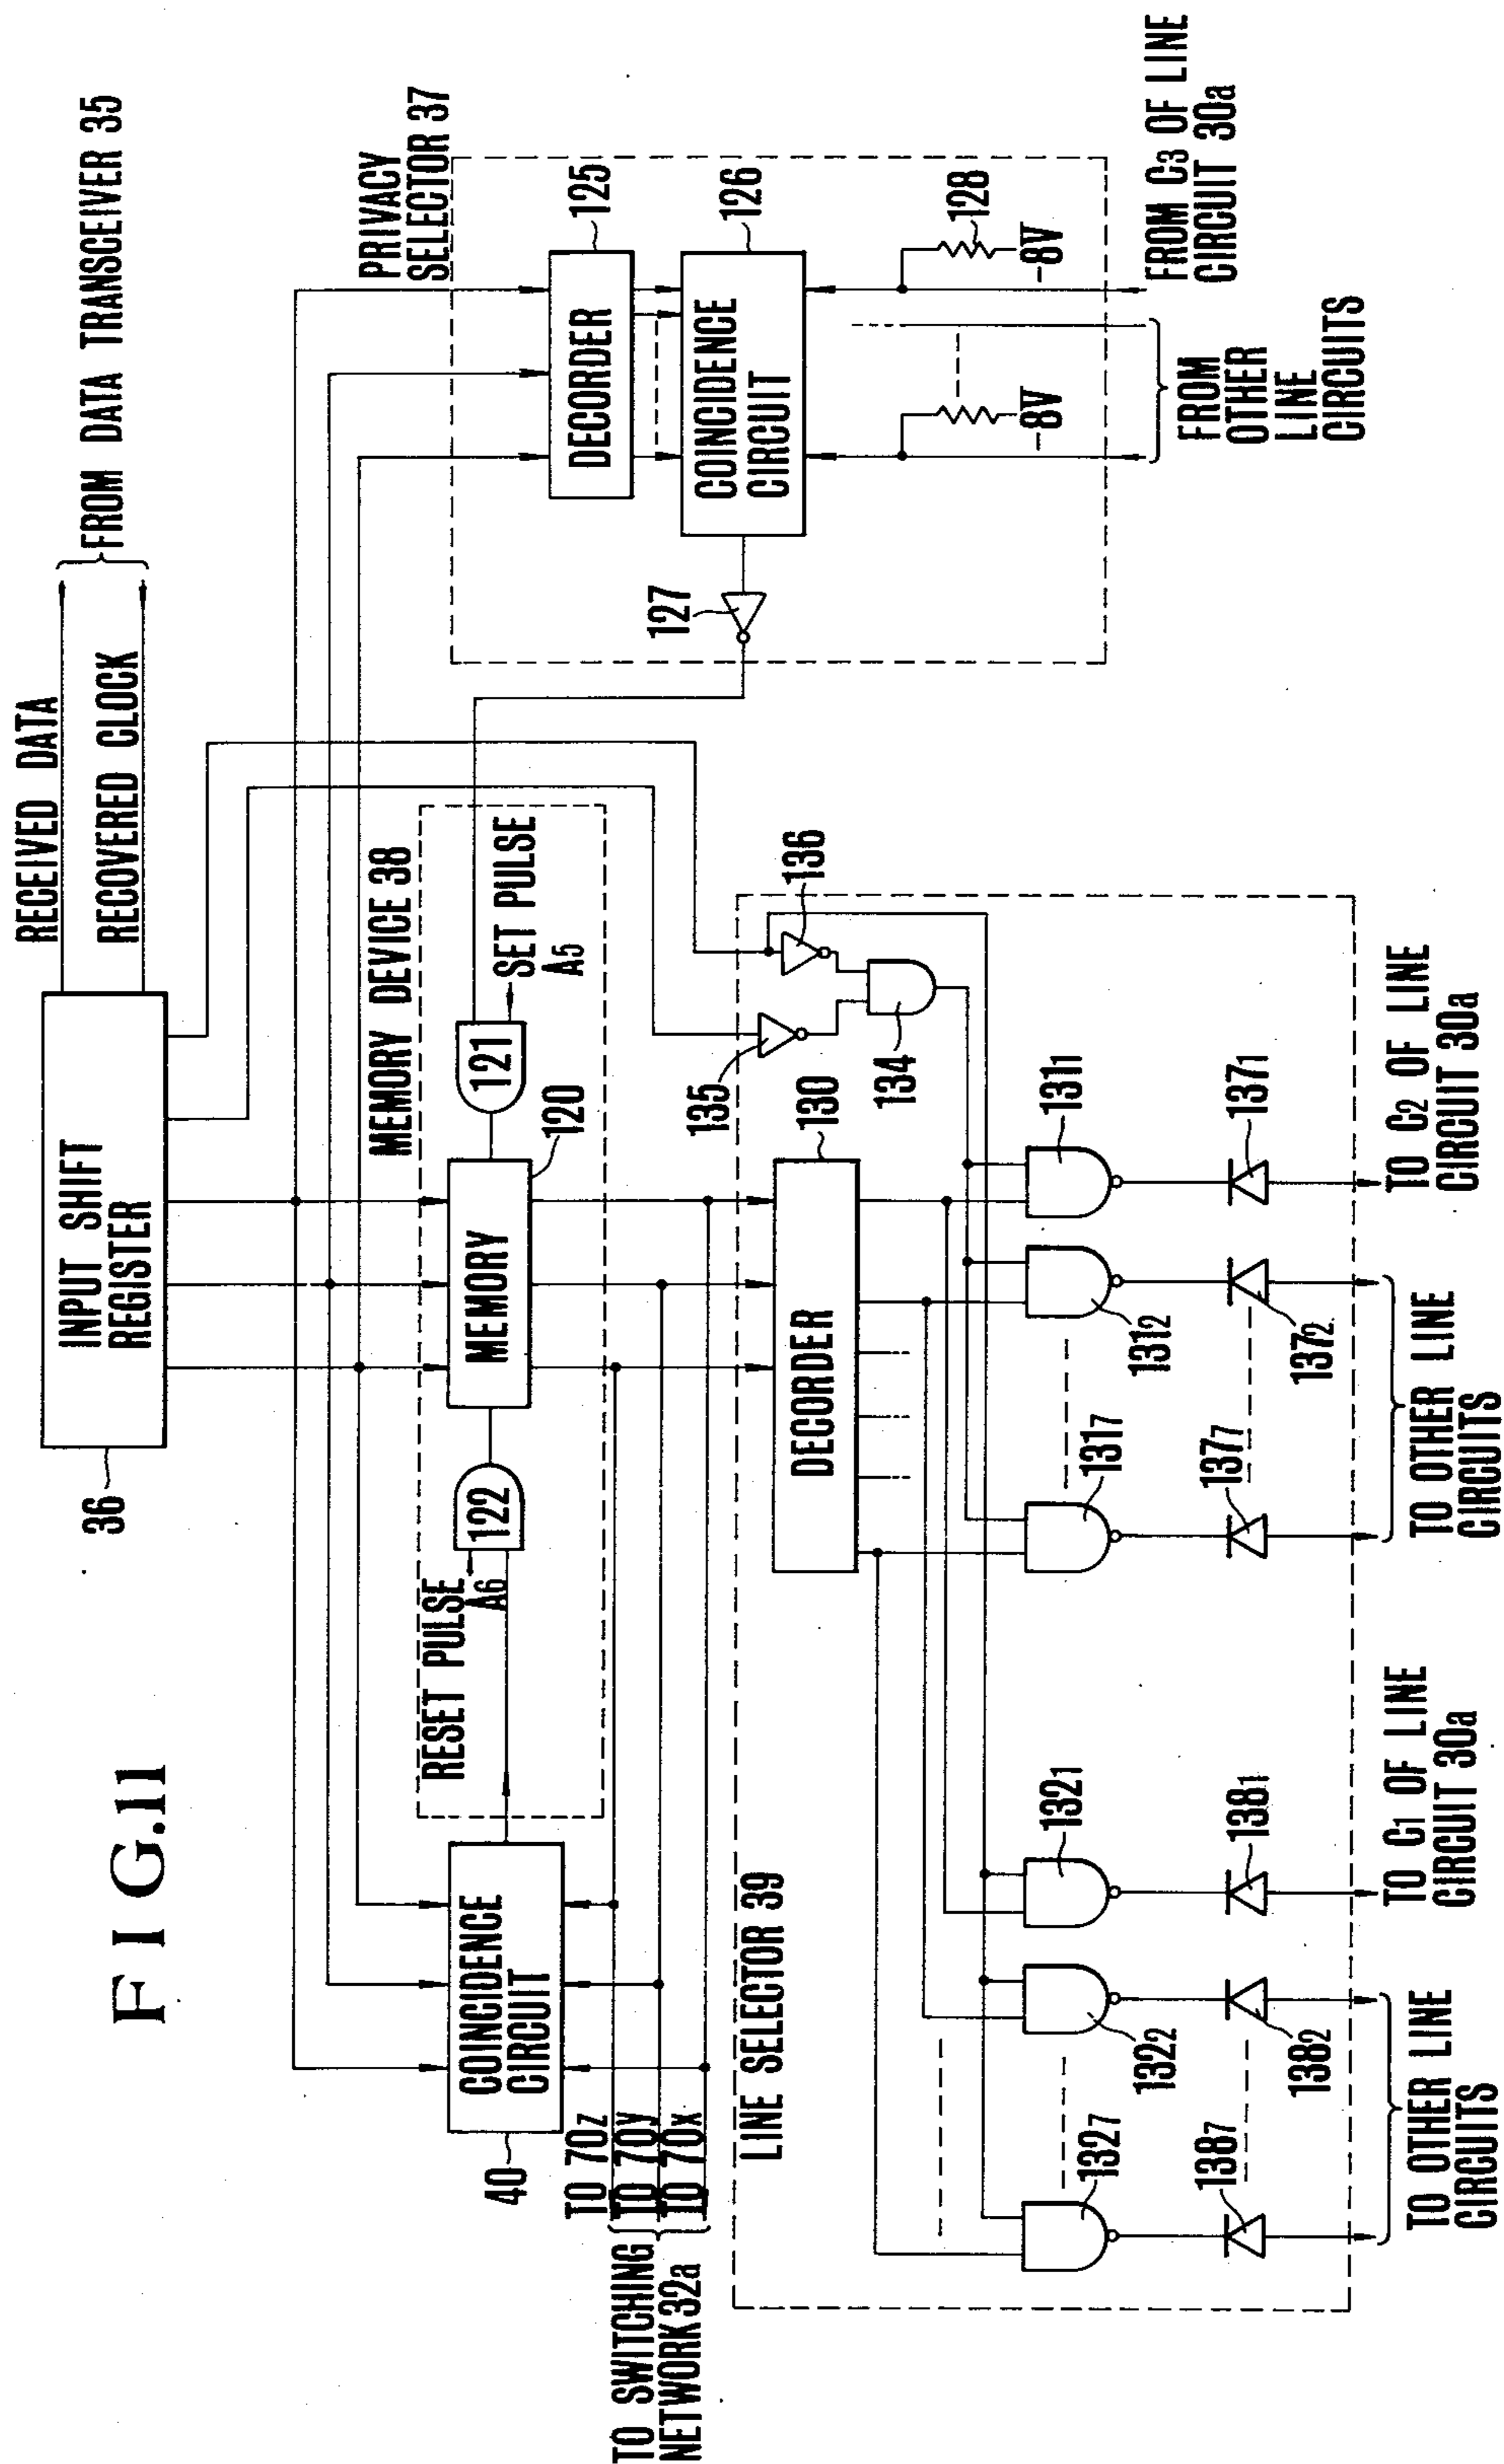 FIG.11
RECEIVED DATA
RECOVERED CLOCK
FROM DATA TRANSCEIVER 35
INPUT SHIFT
REGISTER
36
PRIVACY
SELECTOR 37
DECORDER
125
COINCIDENCE
CIRCUIT
126
127
128
-8V
-8V
FROM C3 OF LINE
CIRCUIT 30a
FROM
OTHER
LINE
CIRCUITS
MEMORY DEVICE 38
SET PULSE
A5
121
MEMORY
120
122
RESET PULSE
A6
COINCIDENCE
CIRCUIT
40
TO 70z
TO 70y
TO 70x
TO SWITCHING
NETWORK 32a
LINE SELECTOR 39
DECORDER
130
135
136
134
1311
1312
1317
1371
1372
1377
TO C2 OF LINE
CIRCUIT 30a
TO OTHER LINE
CIRCUITS
1321
1322
1327
1381
1382
1387
TO C1 OF LINE
CIRCUIT 30a
TO OTHER LINE
CIRCUITS